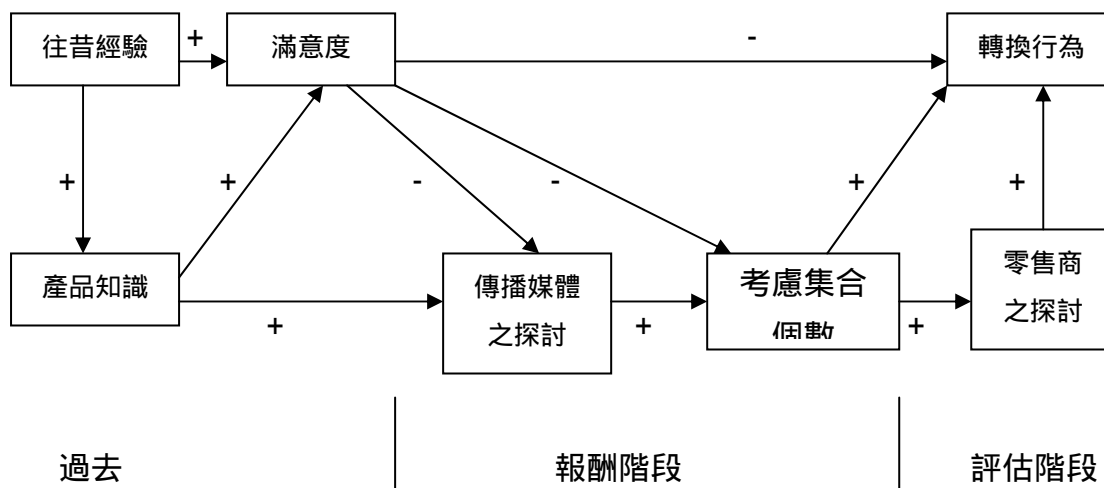 往昔經驗
+
滿意度
-
轉換行為
+
+
-
-
+
+
產品知識
+
傳播媒體
之探討
+
考慮集合
個數
+
零售商
之探討
過去
報酬階段
評估階段